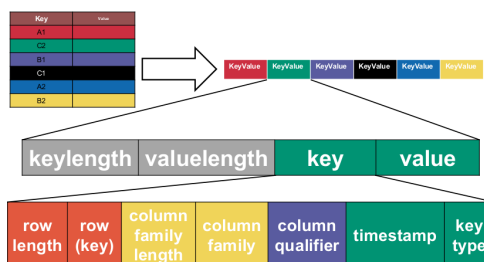 Key Value
A1
C2
B1
C1
A2
B2
KeyValue KeyValue KeyValue KeyValue KeyValue KeyValue
keylength valuelength key value
row length
row (key)
column family length
column family
column qualifier
timestamp
key type